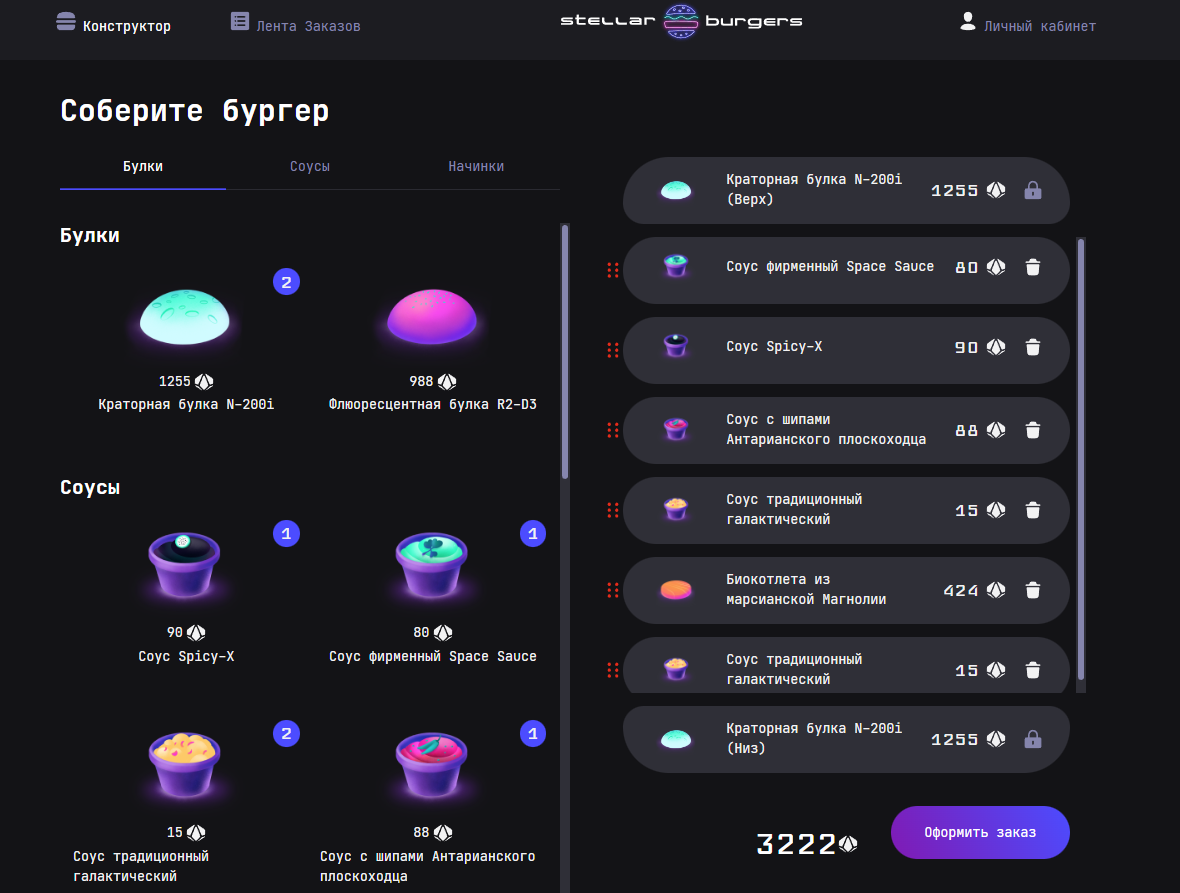 Конструктор
Лента Заказов
stellar burgers
Личный кабинет
Соберите бургер
Булки
Соусы
Начинки
Булки
2
1255
Краторная булка N-200i
988
Флюоресцентная булка R2-D3
Соусы
1
90
Соус Spicy-X
1
80
Соус фирменный Space Sauce
2
15
Соус традиционный
галактический
1
88
Соус с шипами Антарианского
плоскоходца
Краторная булка N-200i
(Верх)
1255
Соус фирменный Space Sauce
80
Соус Spicy-X
90
Соус с шипами
Антарианского плоскоходца
88
Соус традиционный
галактический
15
Биокотлета из
марсианской Магнолии
424
Соус традиционный
галактический
15
Краторная булка N-200i
(Низ)
1255
3222
Оформить заказ